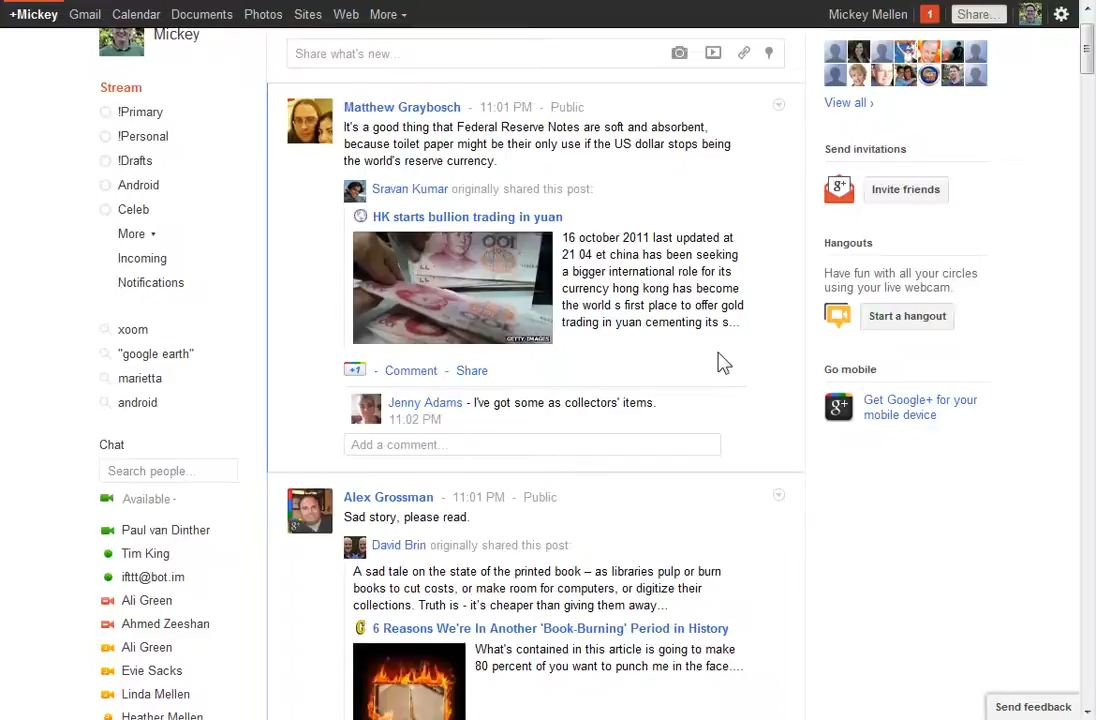 +Mickey Gmail Calendar Documents Photos Sites Web More
Mickey Mellen 1 Share...
Mickey
Stream
!Primary
!Personal
!Drafts
Android
Celeb
More
Incoming
Notifications
xoom
"google earth"
marietta
android
Chat
Search people...
Available -
Paul van Dinther
Tim King
ifttt@bot.im
Ali Green
Ahmed Zeeshan
Ali Green
Evie Sacks
Linda Mellen
Heather Mellen
Share what's new...
Matthew Graybosch - 11:01 PM - Public
It's a good thing that Federal Reserve Notes are soft and absorbent,
because toilet paper might be their only use if the US dollar stops being
the world's reserve currency.
Sravan Kumar originally shared this post:
HK starts bullion trading in yuan
16 october 2011 last updated at
21 04 et china has been seeking
a bigger international role for its
currency hong kong has become
the world s first place to offer gold
trading in yuan cementing its s...
100
GETTY IMAGES
+1 - Comment - Share
Jenny Adams - I've got some as collectors' items.
11:02 PM
Add a comment...
Alex Grossman - 11:01 PM - Public
Sad story, please read.
David Brin originally shared this post:
A sad tale on the state of the printed book – as libraries pulp or burn
books to cut costs, or make room for computers, or digitize their
collections. Truth is - it's cheaper than giving them away...
6 Reasons We're In Another 'Book-Burning' Period in History
What's contained in this article is going to make
80 percent of you want to punch me in the face....
View all ›
Send invitations
g+ Invite friends
Hangouts
Have fun with all your circles
using your live webcam.
Start a hangout
Go mobile
g+ Get Google+ for your
mobile device
Send feedback